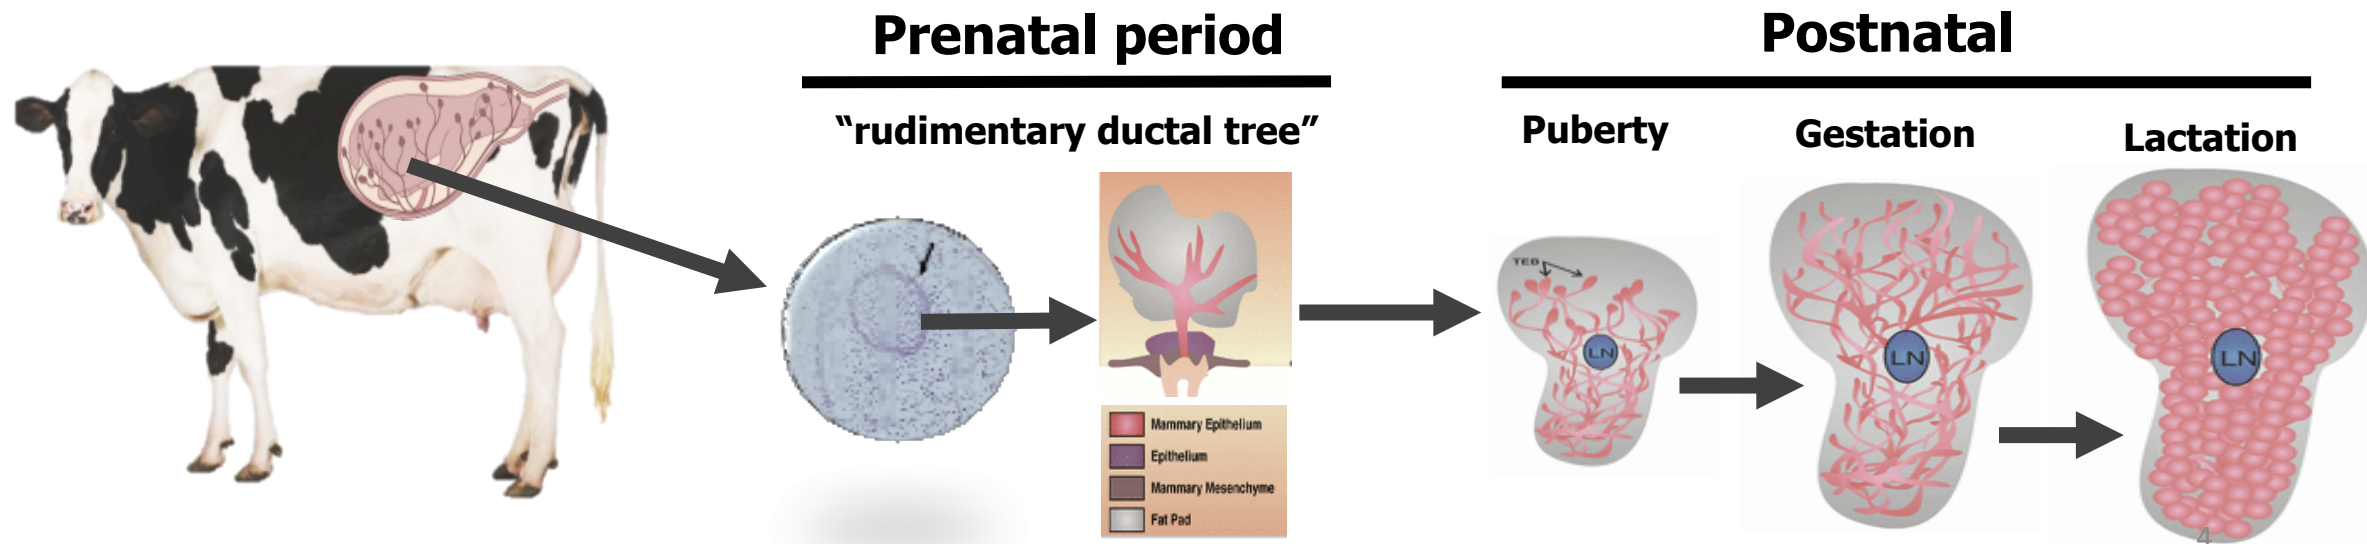 Prenatal period
Postnatal
“rudimentary ductal tree”
Puberty
Gestation
Lactation
TEB
LN
LN
LN
Mammary Epithelium
Epithelium
Mammary Mesenchyme
Fat Pad
4